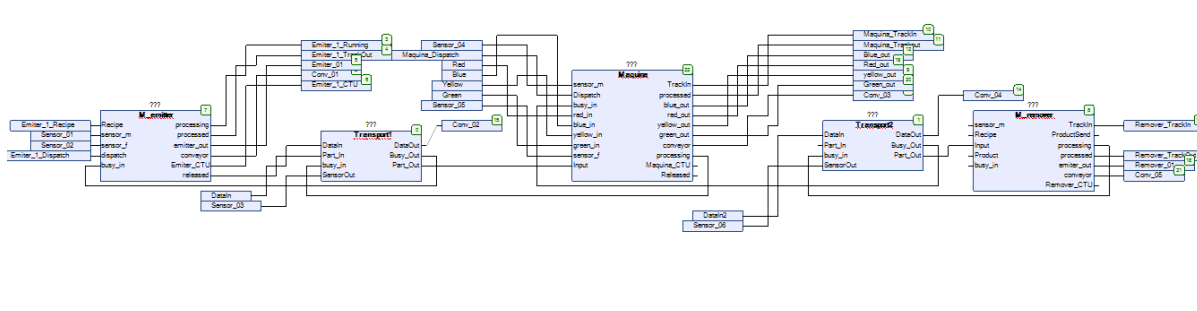 Emiter_1_Running
Emiter_1_TrackOut
Emiter_01
Conv_01
Emiter_1_CTU
Sensor_04
Maquina_Dispatch
Red
Blue
Yellow
Green
Sensor_05
Maquina_TrackIn
Maquina_Trackout
Blue_out
Red_out
yellow_out
Green_out
Conv_03
???
M_emiter
Emiter_1_Recipe
Sensor_01
Sensor_02
Emiter_1_Dispatch
Recipe
sensor_m
sensor_f
dispatch
busy_in
processing
processed
emitter_out
conveyor
Emiter_CTU
released
???
Transport1
DataIn
Part_In
busy_in
SensorOut
DataOut
Busy_Out
Part_Out
Conv_02
DataIn
Sensor_03
???
Maquina
sensor_m
Dispatch
busy_in
red_in
blue_in
yellow_in
green_in
sensor_f
Input
TrackIn
processed
blue_out
red_out
yellow_out
green_out
conveyor
processing
Maquina_CTU
Released
???
Transport2
DataIn
Part_In
busy_in
SensorOut
DataOut
Busy_Out
Part_Out
DataIn2
Sensor_06
Conv_04
???
M_remover
sensor_m
Recipe
Input
Product
busy_in
TrackIn
ProductSend
processing
processed
emiter_out
conveyor
Remover_CTU
Remover_TrackIn
Remover_01
Conv_05